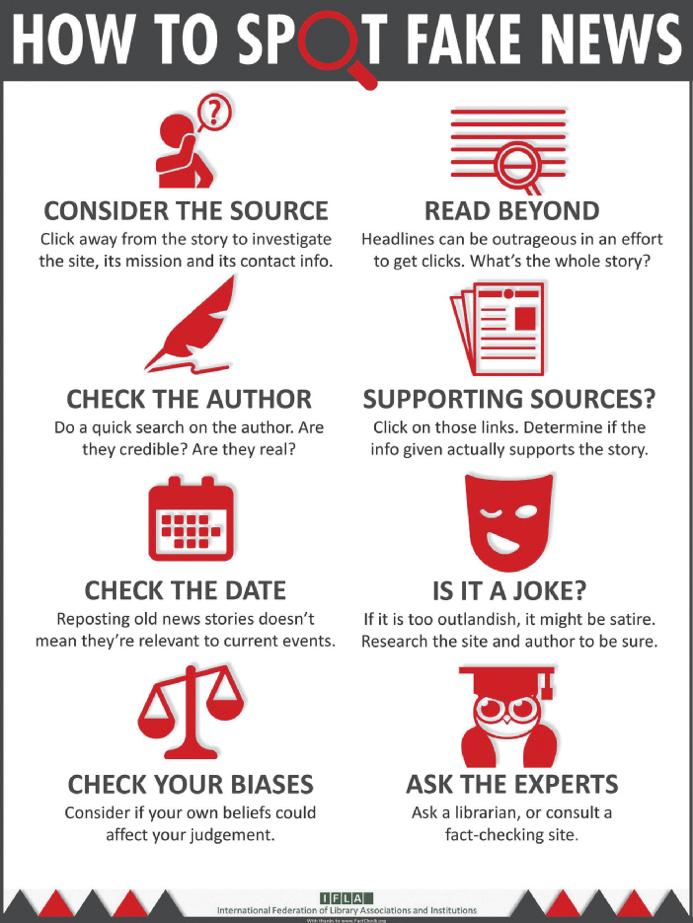 HOW TO SPOT FAKE NEWS
?
CONSIDER THE SOURCE
Click away from the story to investigate
the site, its mission and its contact info.
READ BEYOND
Headlines can be outrageous in an effort
to get clicks. What's the whole story?
CHECK THE AUTHOR
Do a quick search on the author. Are
they credible? Are they real?
SUPPORTING SOURCES?
Click on those links. Determine if the
info given actually supports the story.
CHECK THE DATE
Reposting old news stories doesn't
mean they're relevant to current events.
IS IT A JOKE?
If it is too outlandish, it might be satire.
Research the site and author to be sure.
CHECK YOUR BIASES
Consider if your own beliefs could
affect your judgement.
ASK THE EXPERTS
Ask a librarian, or consult a
fact-checking site.
IFLA
International Federation of Library Associations and Institutions
With thanks to www.FactCheck.org